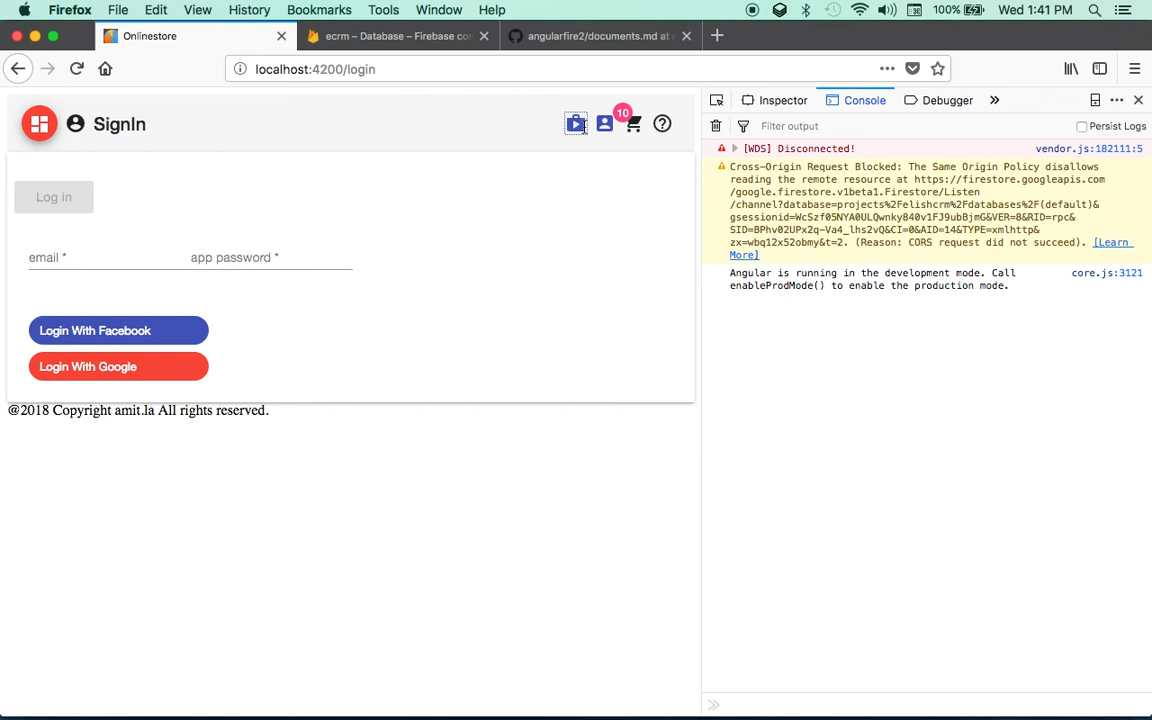 Firefox File Edit View History Bookmarks Tools Window Help 100% Wed 1:41 PM
Onlinestore ecrm – Database – Firebase con angularfire2/documents.md at m
localhost:4200/login
Inspector Console Debugger
SignIn 10
Filter output Persist Logs
[WDS] Disconnected! vendor.js:182111:5
Cross-Origin Request Blocked: The Same Origin Policy disallows
reading the remote resource at https://firestore.googleapis.com
/google.firestore.v1beta1.Firestore/Listen
/channel?database=projects%2Felishcrm%2Fdatabases%2F(default)&
gsessionid=WcSzf05NYA0ULQwnky840v1FJ9ubBjmG&VER=8&RID=rpc&
SID=BPhv02UPx2q-Va4_lhs2vQ&CI=0&AID=14&TYPE=xmlhttp&
zx=wbq12x52obmy&t=2. (Reason: CORS request did not succeed). [Learn
More]
Angular is running in the development mode. Call core.js:3121
enableProdMode() to enable the production mode.
Log in
email * app password *
Login With Facebook
Login With Google
@2018 Copyright amit.la All rights reserved.